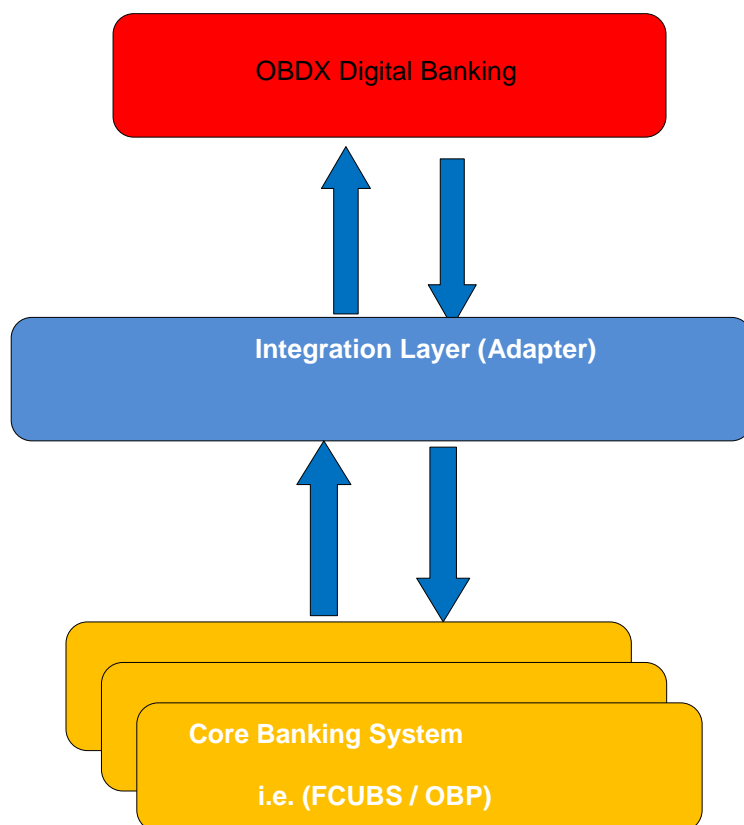 OBDX Digital Banking
Integration Layer (Adapter)
Core Banking System
i.e. (FCUBS / OBP)